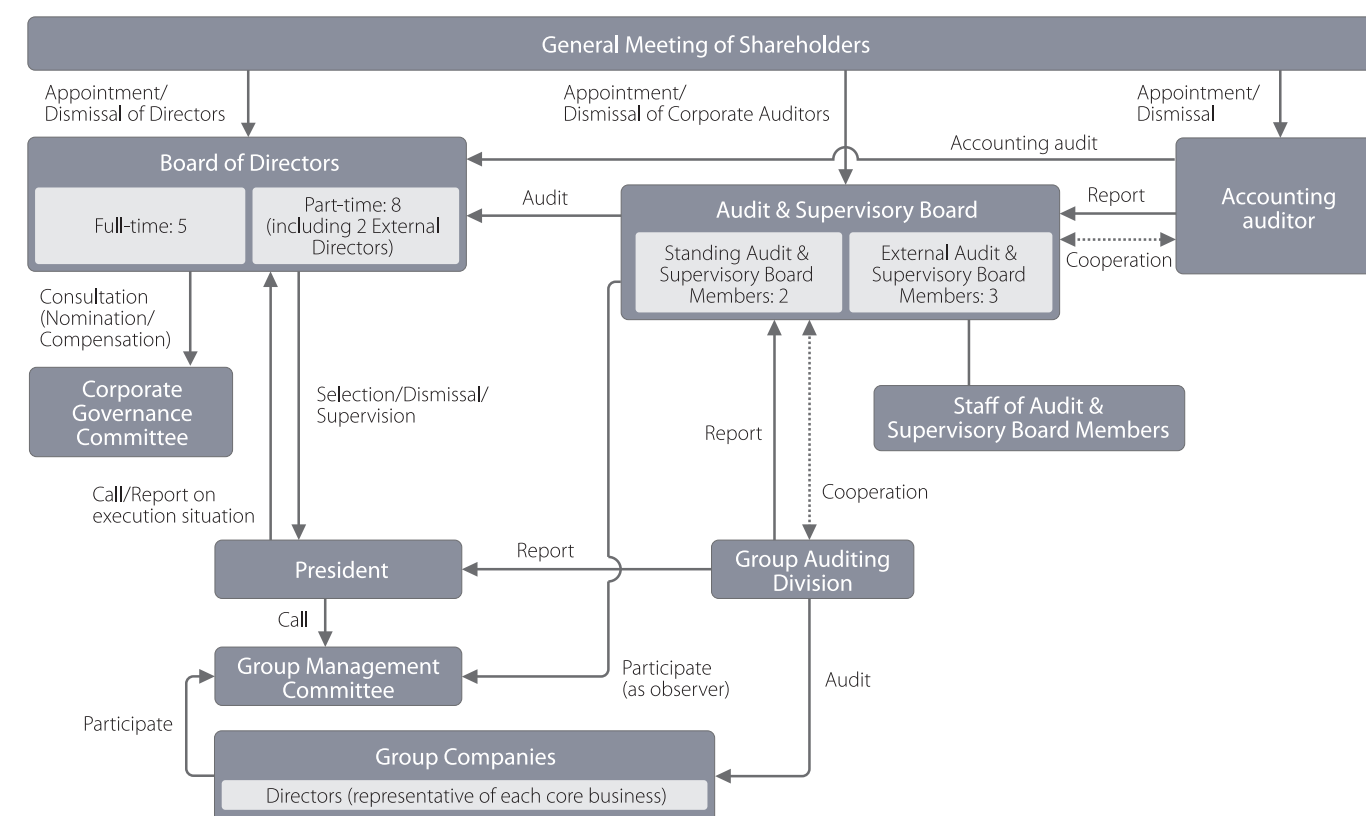 General Meeting of Shareholders
Appointment/
Dismissal of Directors
Appointment/
Dismissal of Corporate Auditors
Appointment/
Dismissal
Board of Directors
Full-time: 5
Part-time: 8
(including 2 External
Directors)
Accounting audit
Audit
Audit & Supervisory Board
Standing Audit &
Supervisory Board
Members: 2
External Audit &
Supervisory Board
Members: 3
Report
Cooperation
Accounting
auditor
Consultation
(Nomination/
Compensation)
Corporate
Governance
Committee
Selection/Dismissal/
Supervision
Staff of Audit &
Supervisory Board Members
Report
Cooperation
Call/Report on
execution situation
President
Report
Group Auditing
Division
Call
Group Management
Committee
Participate
(as observer)
Audit
Participate
Group Companies
Directors (representative of each core business)